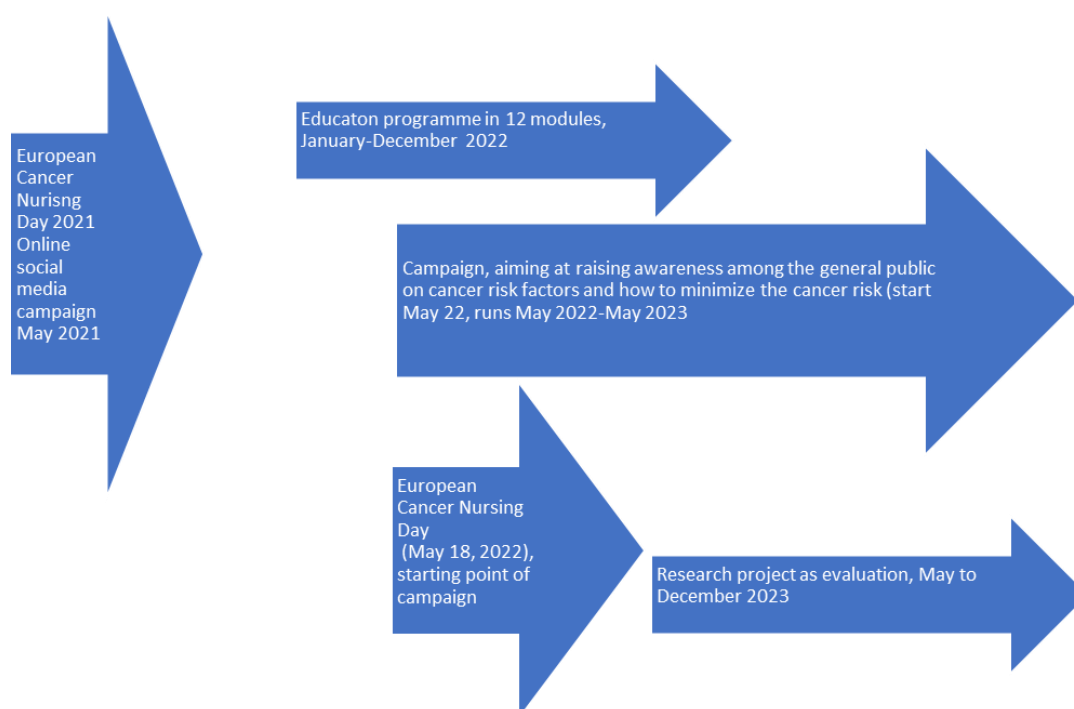 European
Cancer
Nurisng
Day 2021
Online
social
media
campaign
May 2021
Educaton programme in 12 modules,
January-December 2022
Campaign, aiming at raising awareness among the general public
on cancer risk factors and how to minimize the cancer risk (start
May 22, runs May 2022-May 2023
European
Cancer Nursing
Day
(May 18, 2022),
starting point of
campaign
Research project as evaluation, May to
December 2023